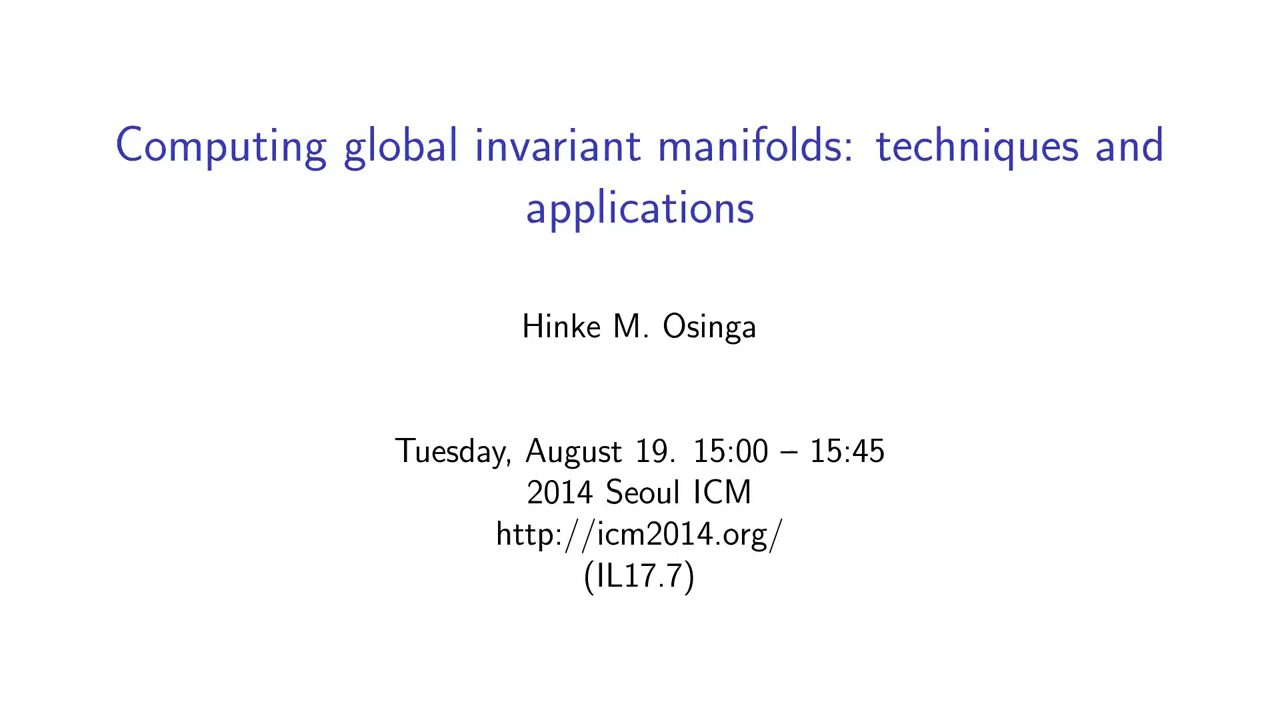 Computing global invariant manifolds: techniques and
applications
Hinke M. Osinga
Tuesday, August 19. 15:00 – 15:45
2014 Seoul ICM
http://icm2014.org/
(IL17.7)